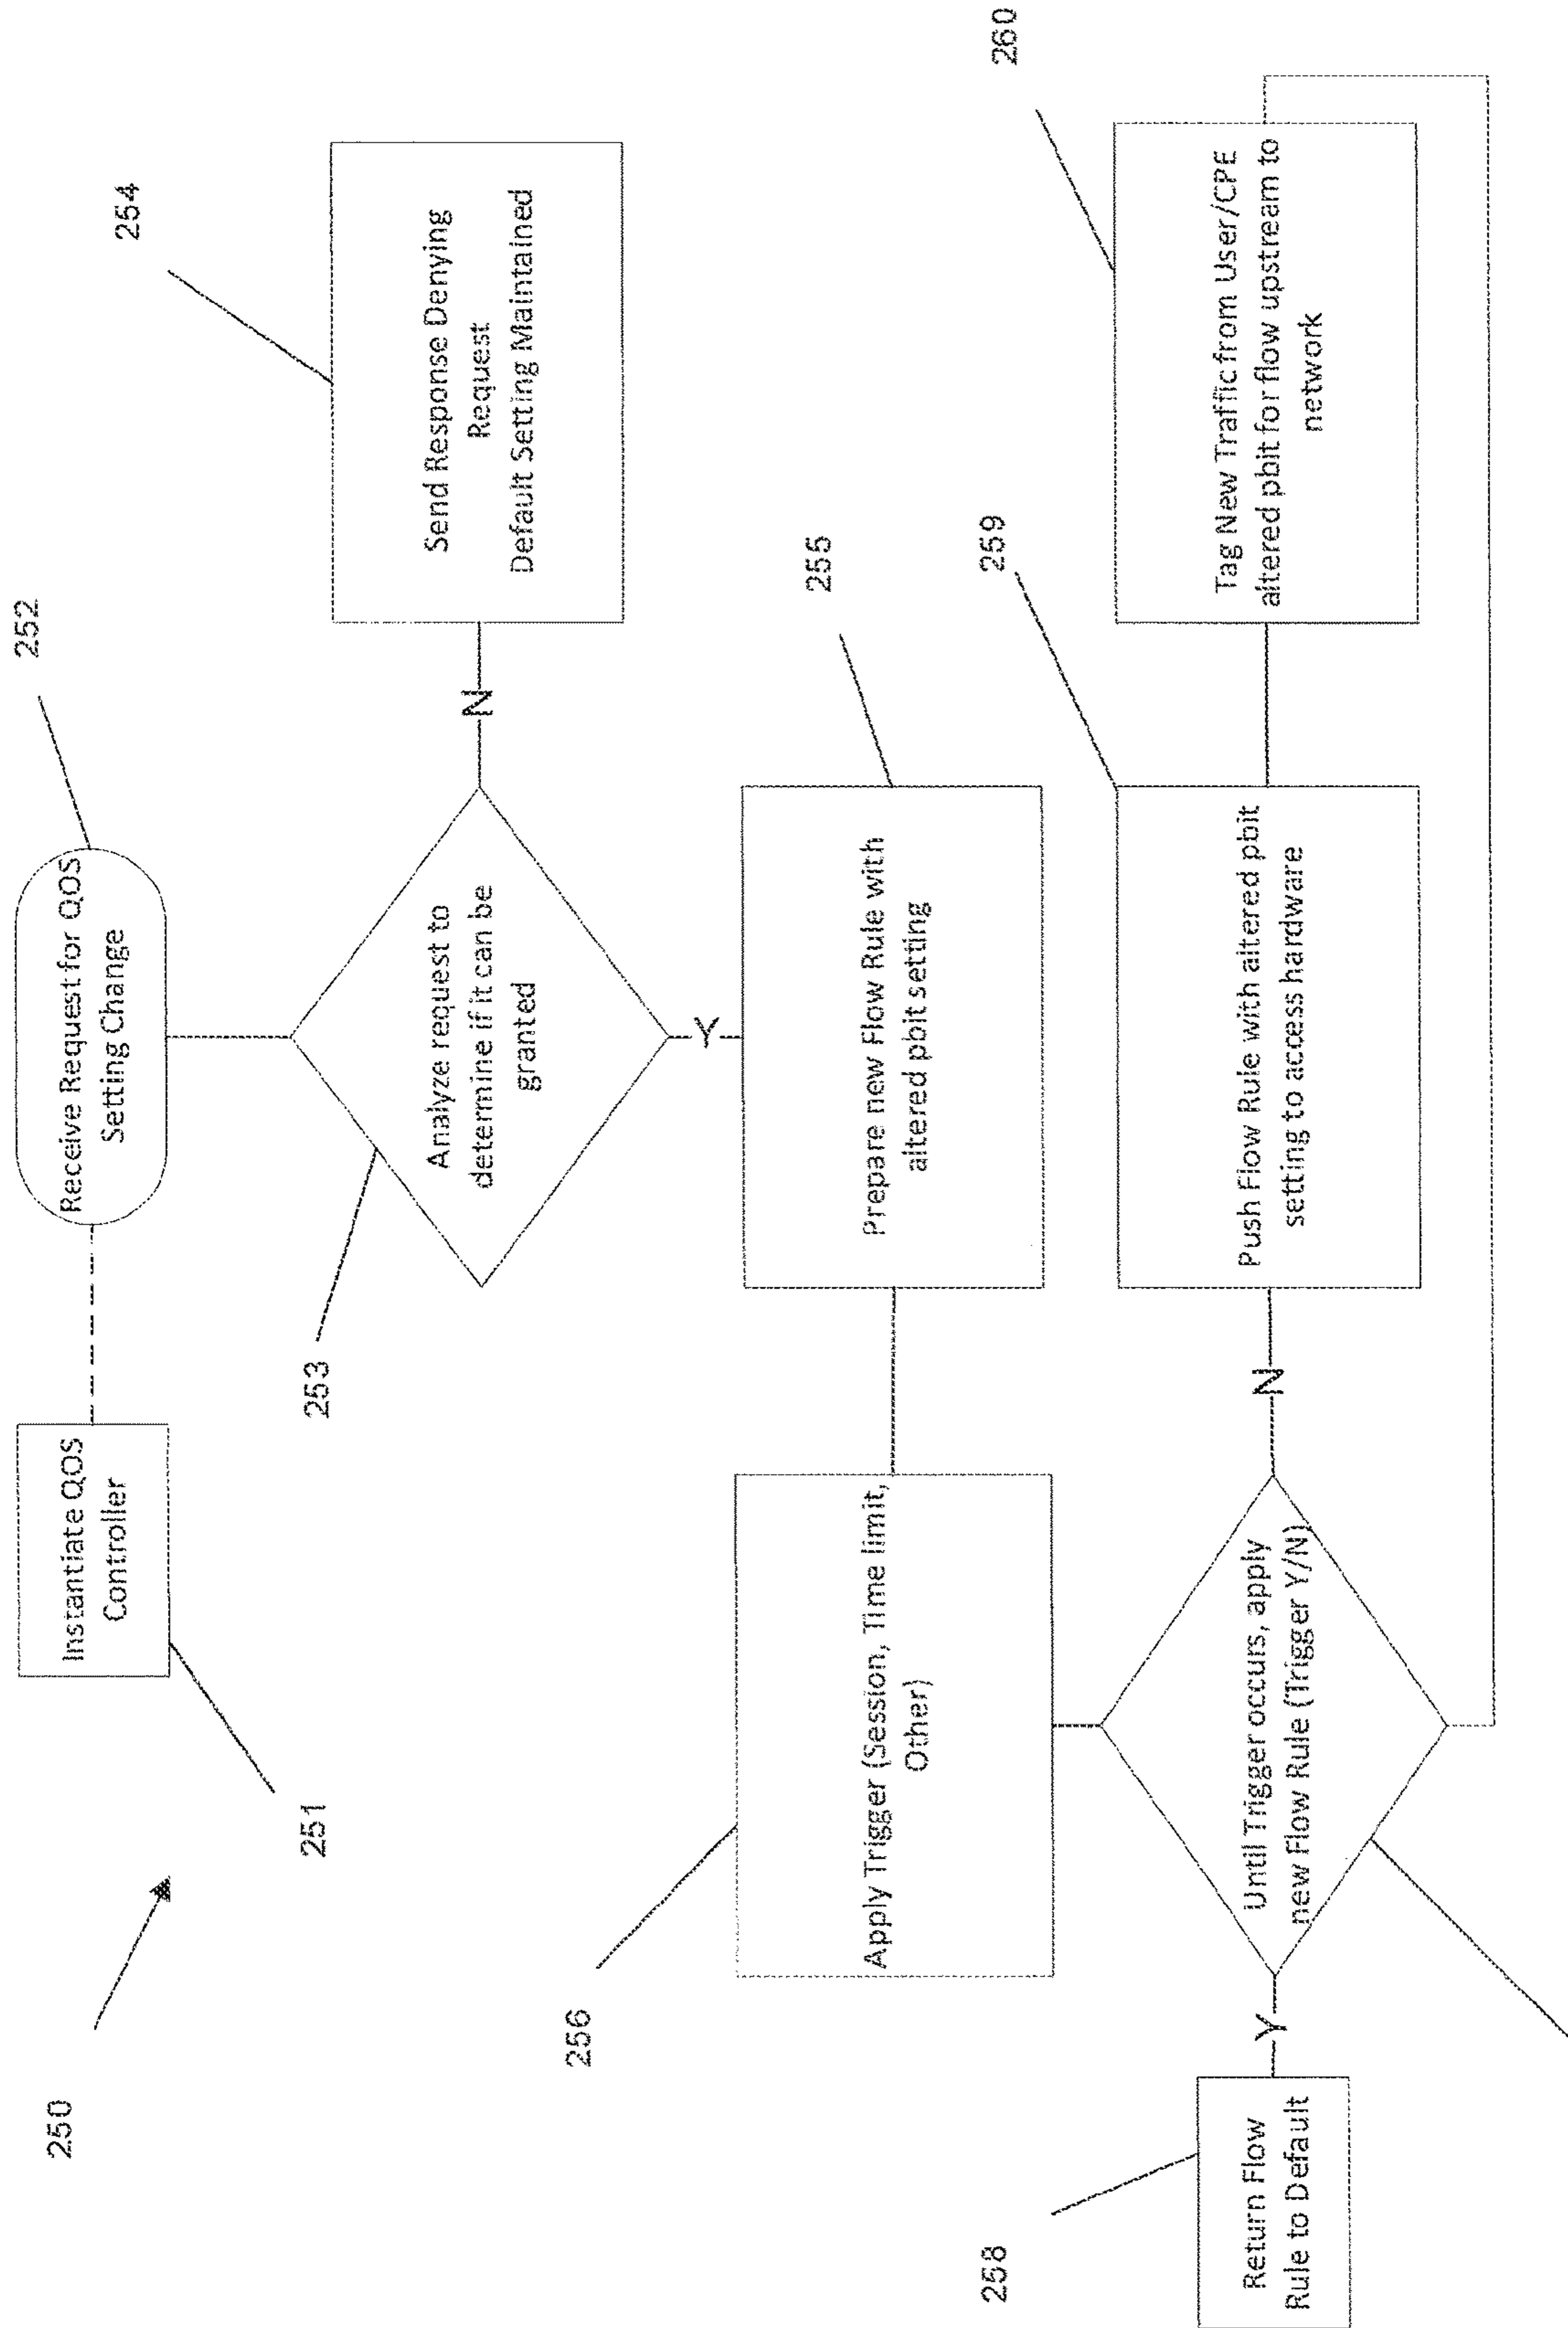 250
251
Instantiate QOS
Controller
252
Receive Request for QOS
Setting Change
253
Analyze request to
determine if it can be
granted
N
254
Send Response Denying
Request
Default Setting Maintained
Y
255
Prepare new Flow Rule with
altered pbit setting
256
Apply Trigger (Session, Time limit,
Other)
Until Trigger occurs, apply
new Flow Rule (Trigger Y/N)
Y
258
Return Flow
Rule to Default
N
259
Push Flow Rule with altered pbit
setting to access hardware
260
Tag New Traffic from User/CPE
altered pbit for flow upstream to
network